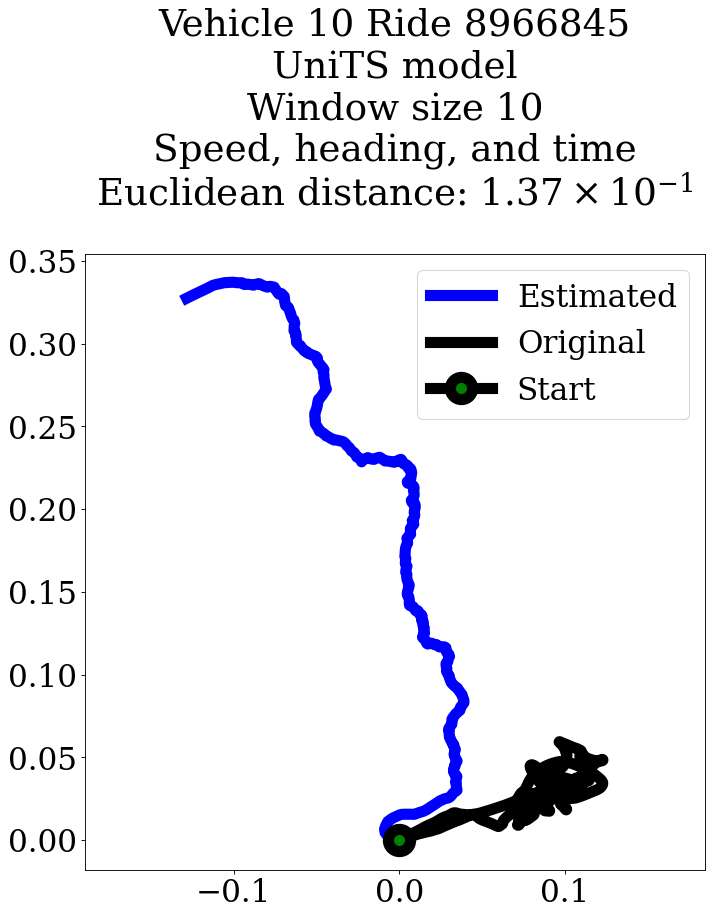 Vehicle 10 Ride 8966845
UniTS model
Window size 10
Speed, heading, and time
Euclidean distance: 1.37 × 10⁻¹
0.35
0.30
0.25
0.20
0.15
0.10
0.05
0.00
−0.1
0.0
0.1
Estimated
Original
Start